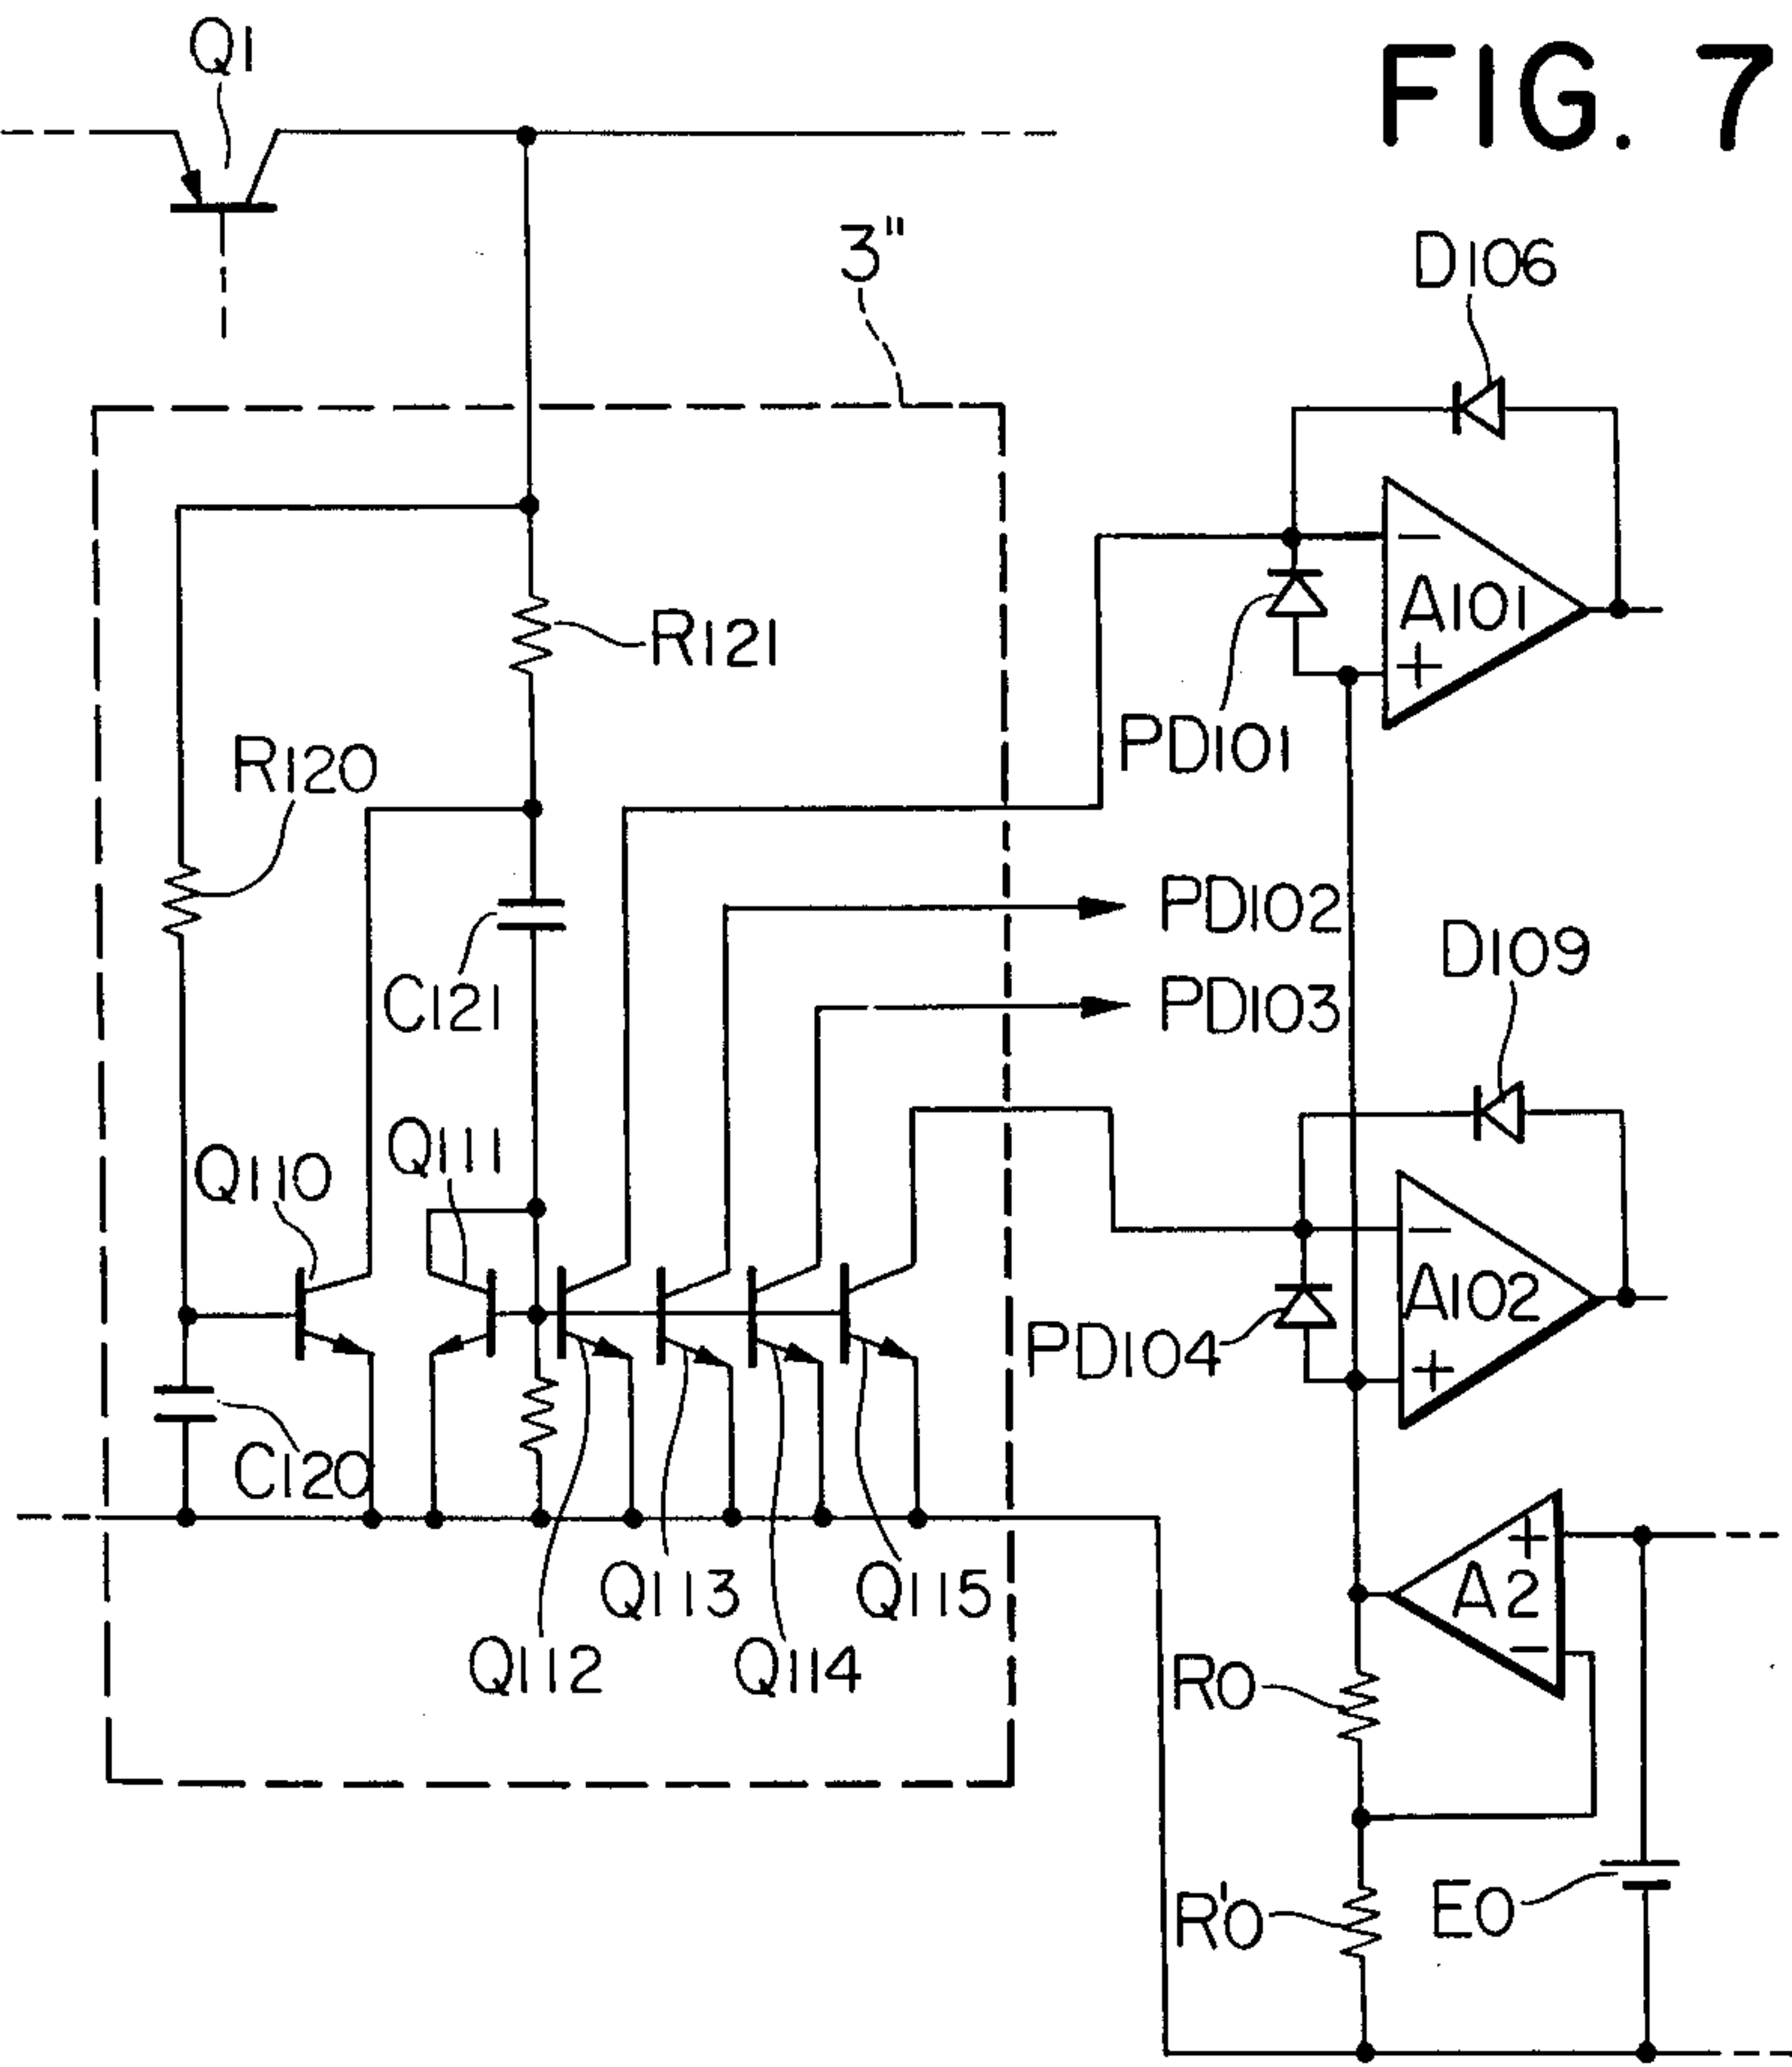 Q1
FIG. 7
3"
D106
R121
A101
−
+
PD101
R120
PD102
D109
C121
PD103
Q111
Q110
−
A102
+
PD104
C120
+
A2
−
Q113
Q115
Q112
Q114
R0
R'0
E0